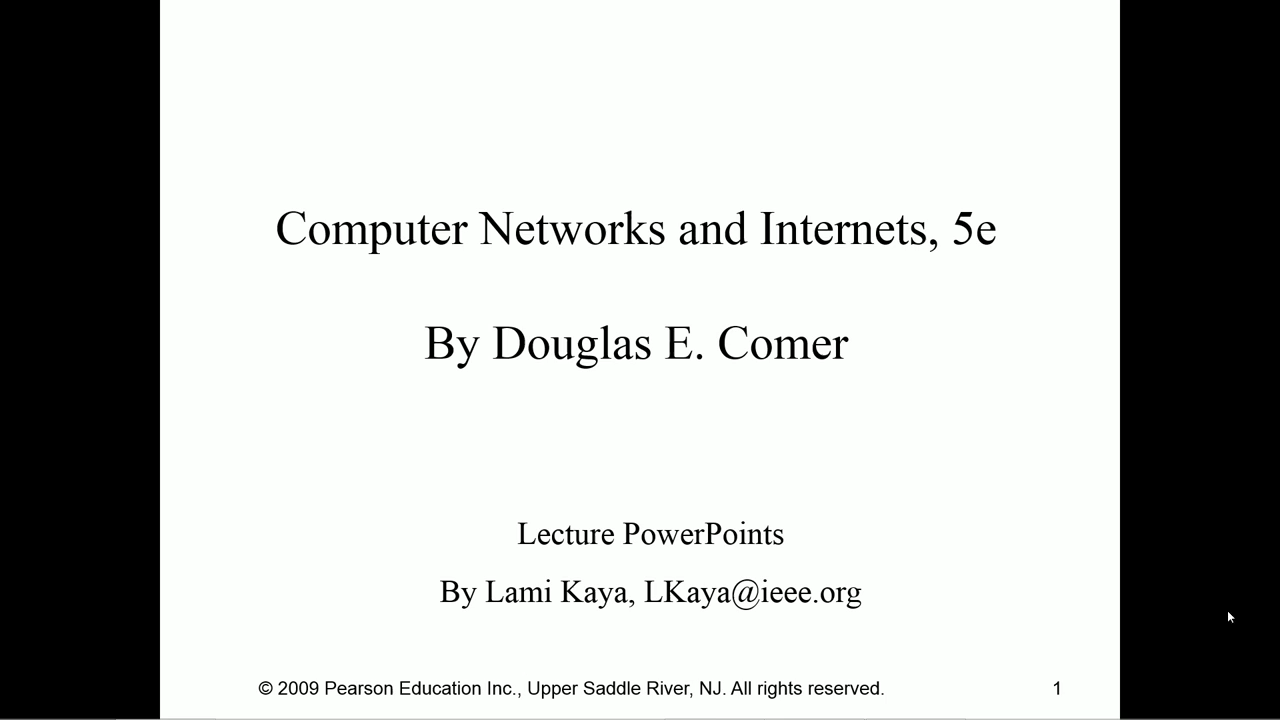 Computer Networks and Internets, 5e
By Douglas E. Comer
Lecture PowerPoints
By Lami Kaya, LKaya@ieee.org
© 2009 Pearson Education Inc., Upper Saddle River, NJ. All rights reserved. 1